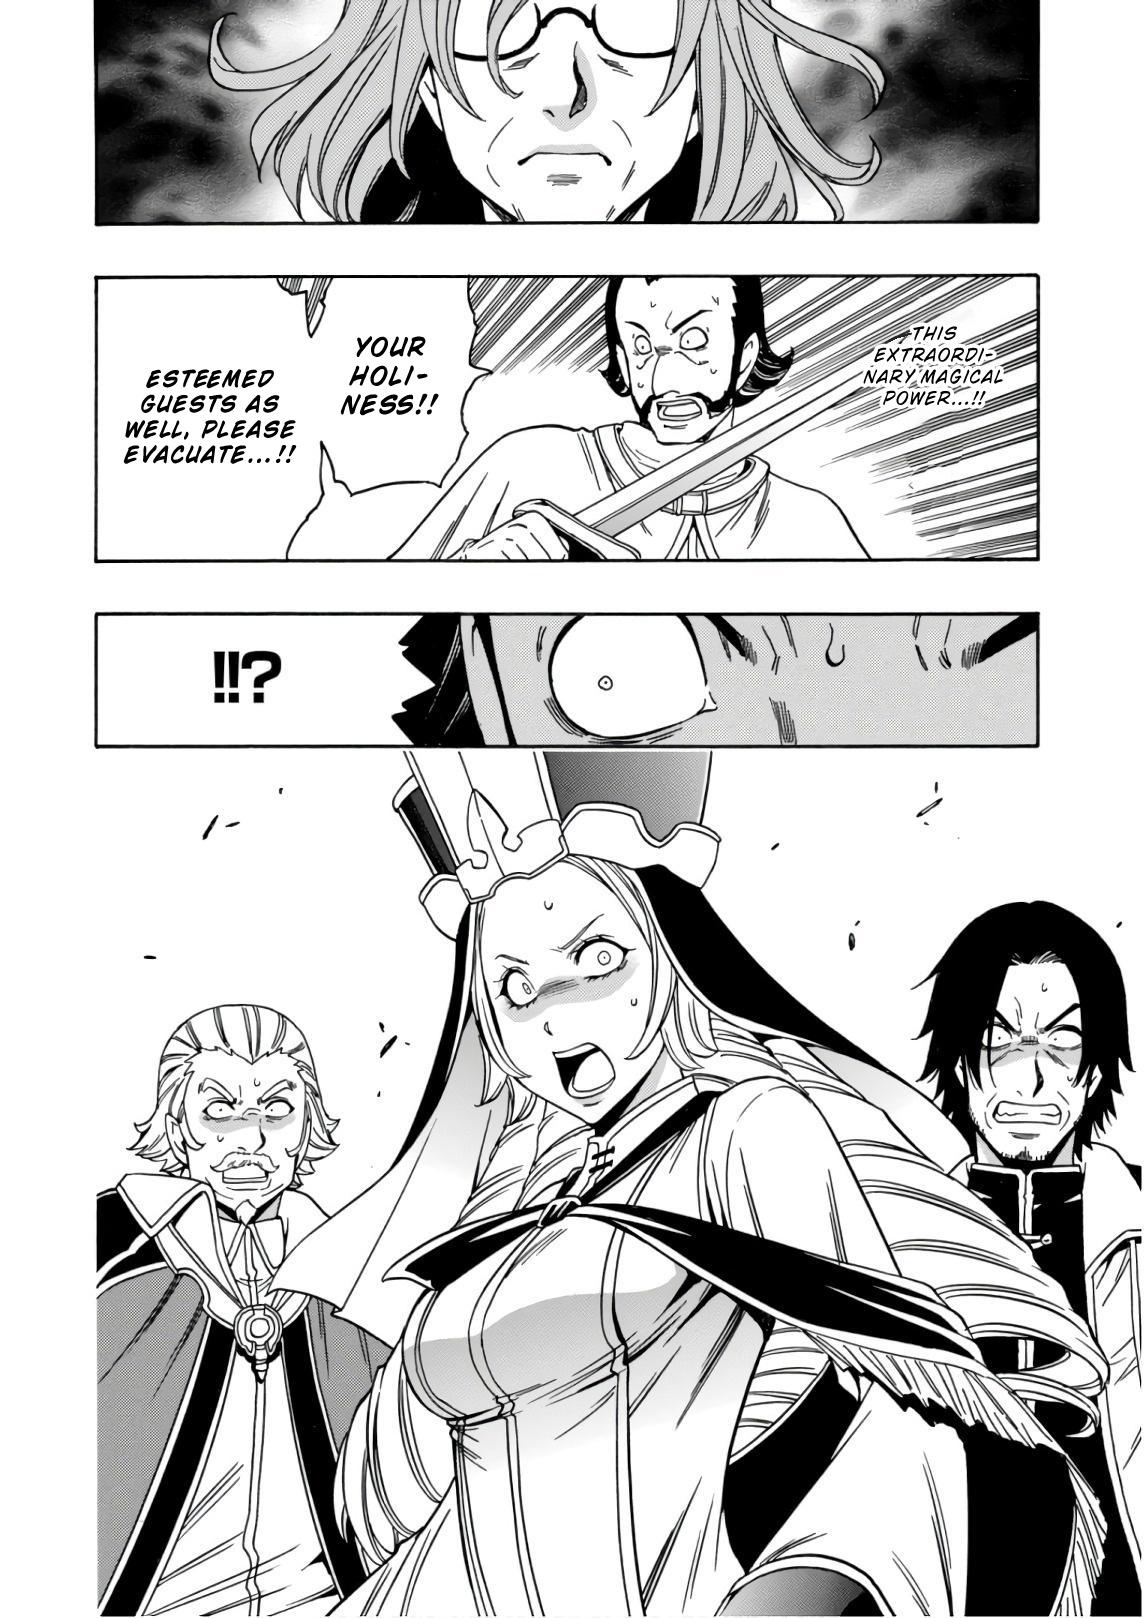 THIS
EXTRAORDI-
NARY MAGICAL
POWER...!!
YOUR
HOLI-
NESS!!
ESTEEMED
GUESTS AS
WELL, PLEASE
EVACUATE...!!
!!?